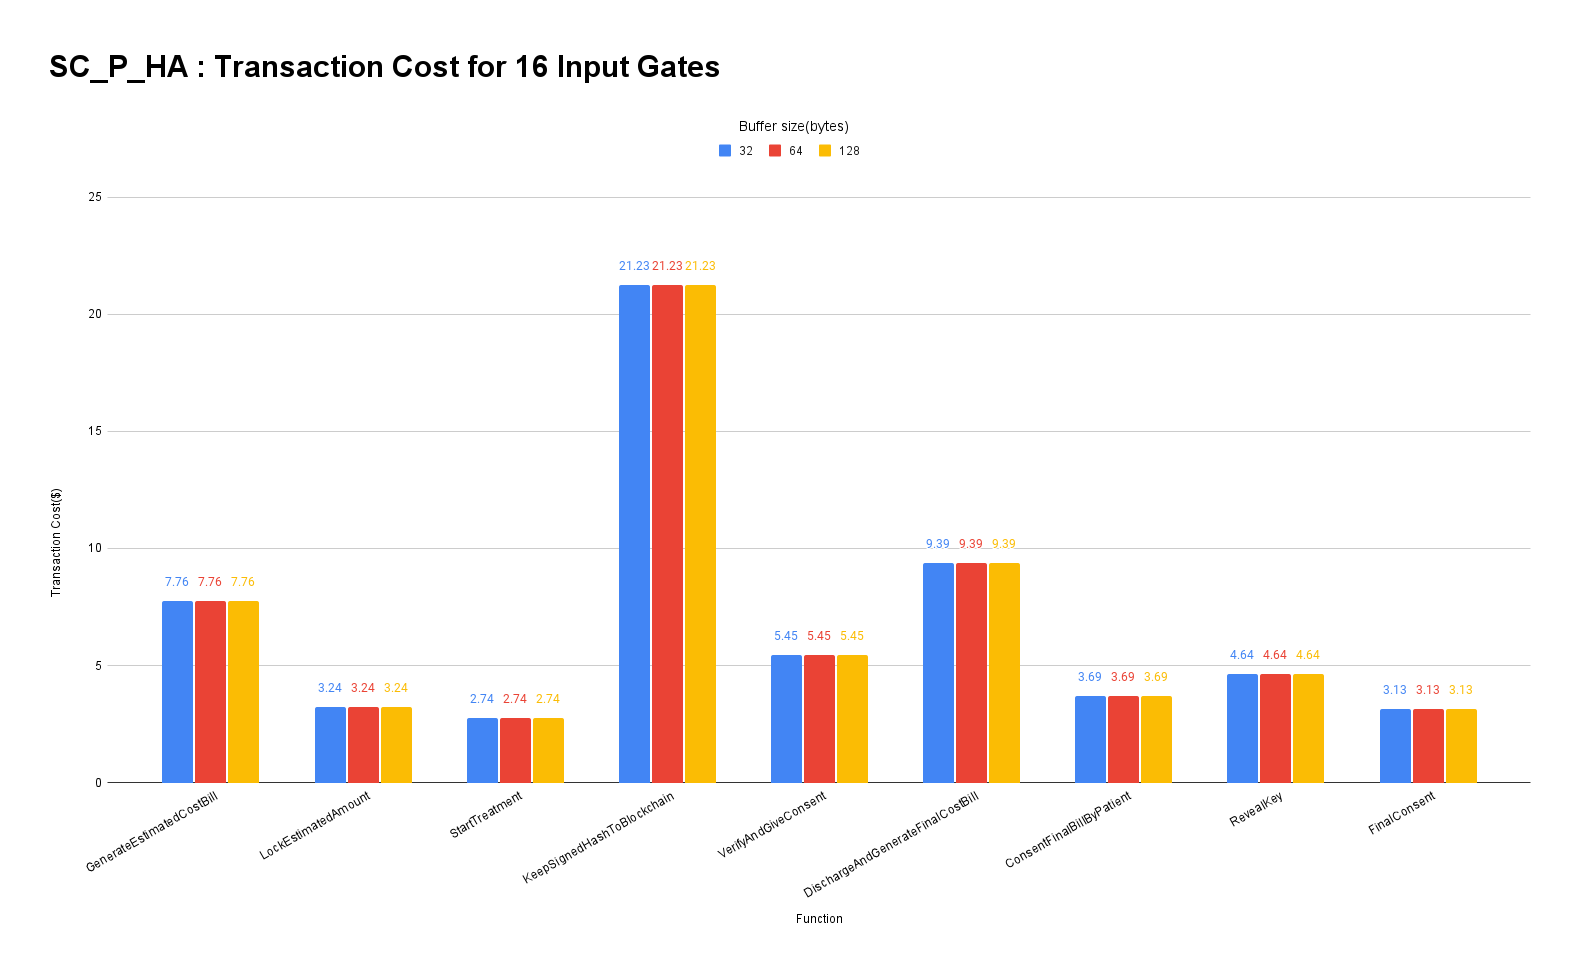 SC_P_HA : Transaction Cost for 16 Input Gates
Buffer size(bytes)
32 64 128
25
20
15
10
5
0
Transaction Cost($)
7.76 7.76 7.76
3.24 3.24 3.24
2.74 2.74 2.74
21.23 21.23 21.23
5.45 5.45 5.45
9.39 9.39 9.39
3.69 3.69 3.69
4.64 4.64 4.64
3.13 3.13 3.13
GenerateEstimatedCostBill
LockEstimatedAmount
StartTreatment
KeepSignedHashToBlockchain
VerifyAndGiveConsent
DischargeAndGenerateFinalCostBill
ConsentFinalBillByPatient
RevealKey
FinalConsent
Function